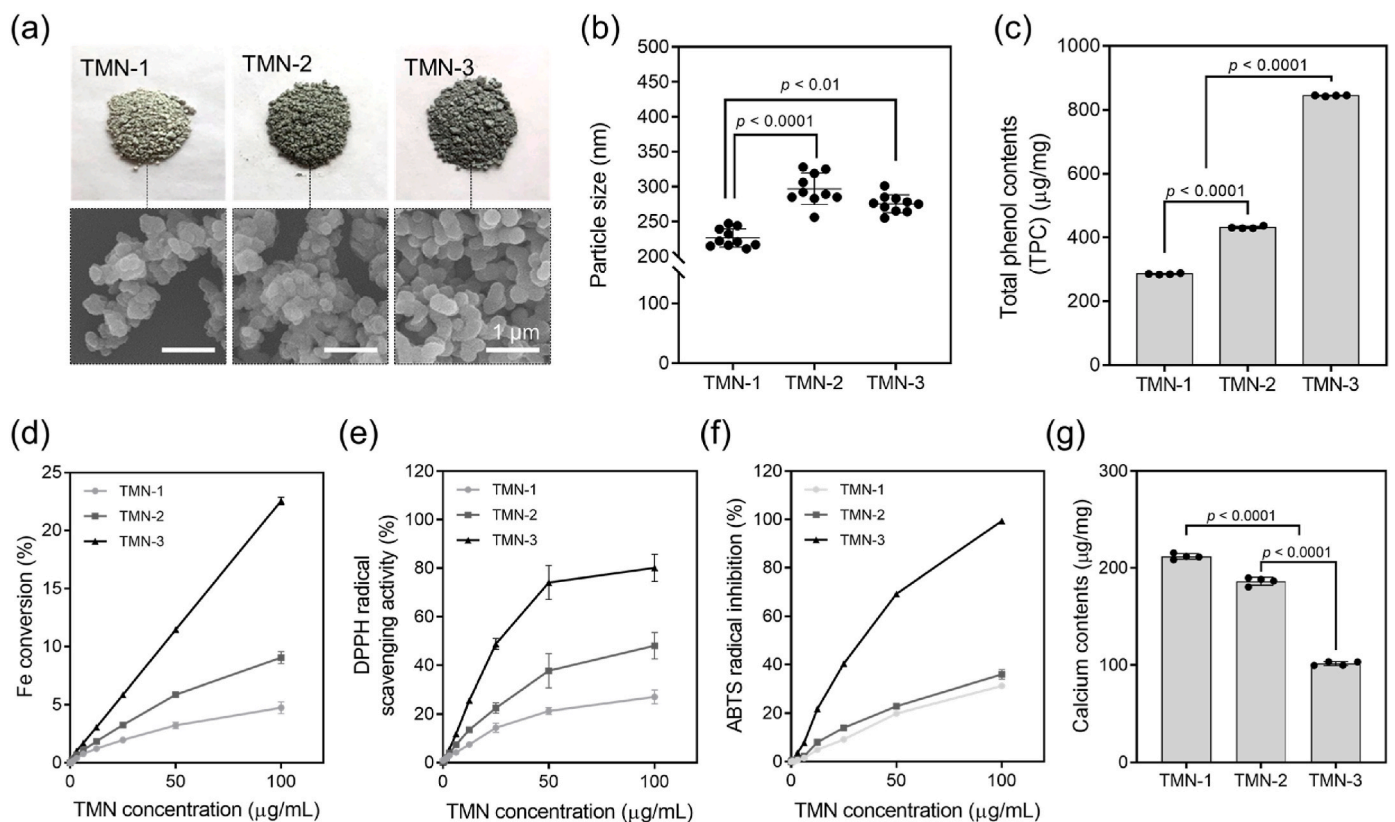 (a)
TMN-1
TMN-2
TMN-3
1 μm
(b)
Particle size (nm)
500
450
400
350
300
250
200
100
0
p < 0.01
p < 0.0001
TMN-1
TMN-2
TMN-3
(c)
Total phenol contents
(TPC) (μg/mg)
1000
800
600
400
200
0
p < 0.0001
p < 0.0001
TMN-1
TMN-2
TMN-3
(d)
Fe conversion (%)
25
20
15
10
5
0
TMN-1
TMN-2
TMN-3
0
50
100
TMN concentration (μg/mL)
(e)
DPPH radical
scavenging activity (%)
120
100
80
60
40
20
0
TMN-1
TMN-2
TMN-3
0
50
100
TMN concentration (μg/mL)
(f)
ABTS radical inhibition (%)
120
100
80
60
40
20
0
TMN-1
TMN-2
TMN-3
0
50
100
TMN concentration (μg/mL)
(g)
Calcium contents (μg/mg)
300
200
100
0
p < 0.0001
p < 0.0001
TMN-1
TMN-2
TMN-3